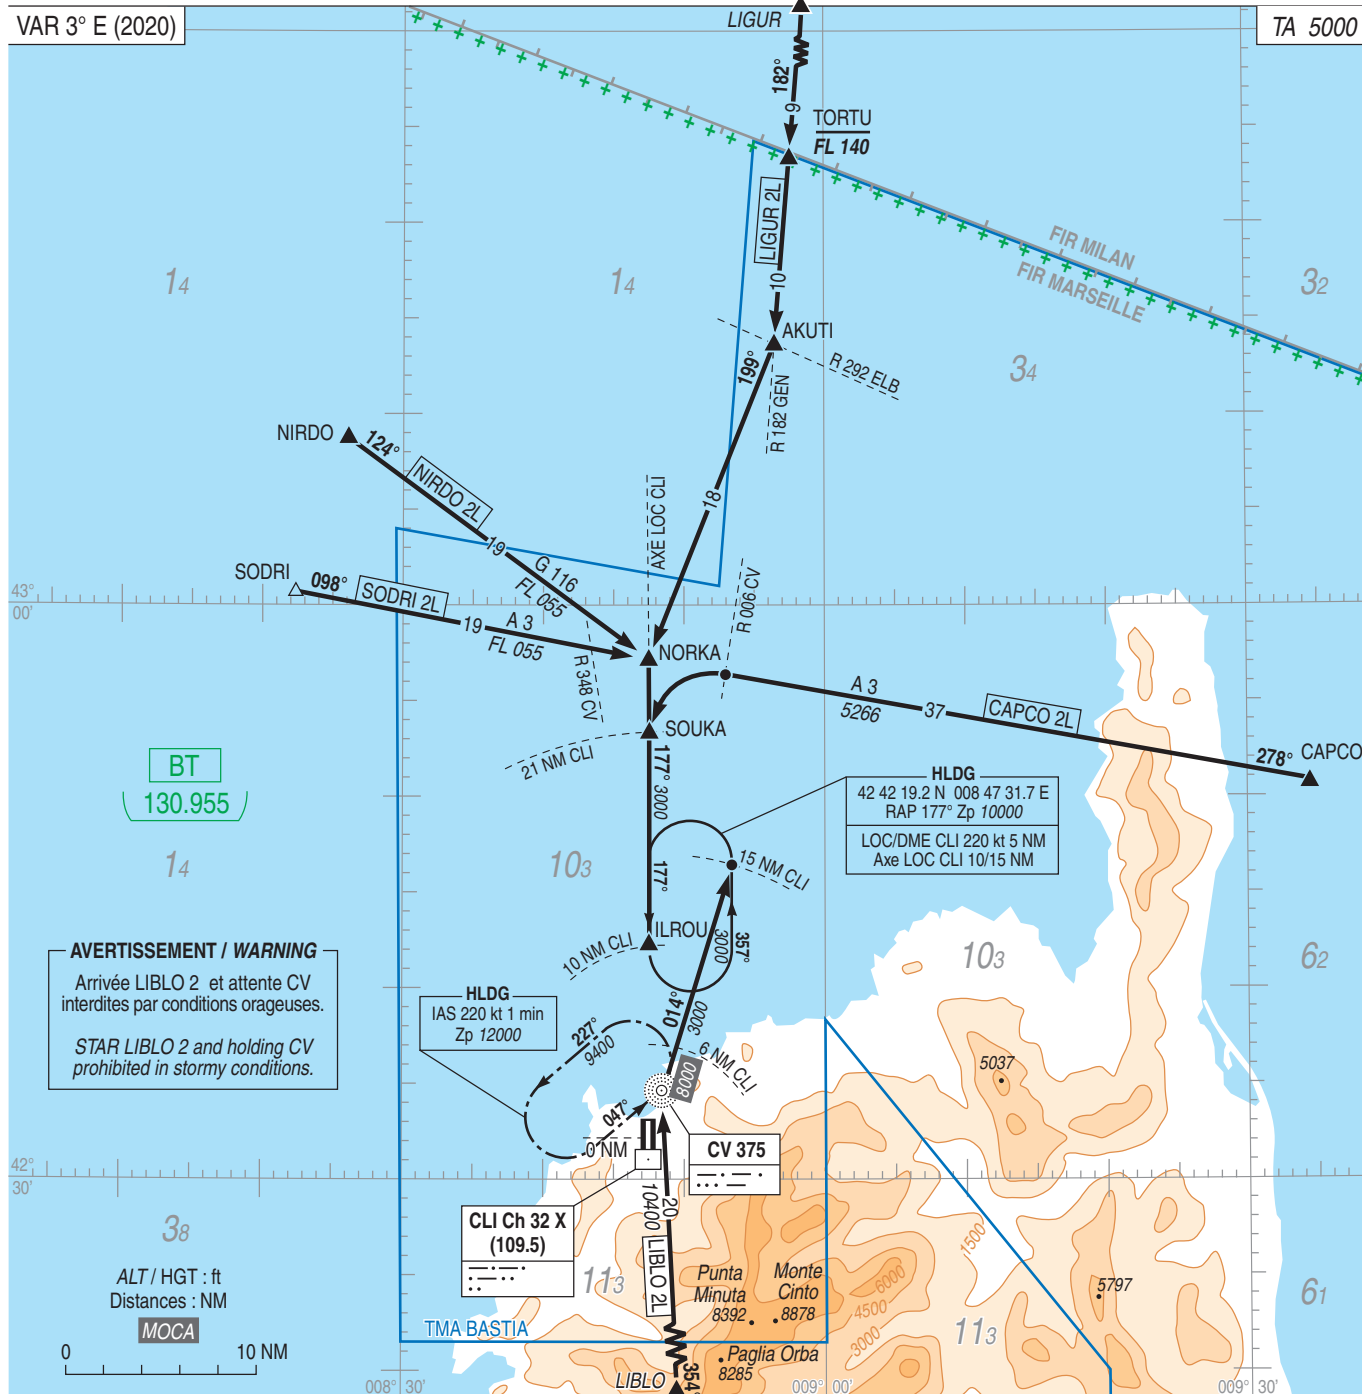 VAR 3° E (2020)
LIGUR
TA 5000
182°
9
TORTU
FL 140
LIGUR 2L
10
FIR MILAN
FIR MARSEILLE
14
14
32
34
AKUTI
R 292 ELB
199°
R 182 GEN
NIRDO
124°
NIRDO 2L
19
G 116
FL 055
AXE LOC CLI
18
SODRI
098°
SODRI 2L
19
A 3
FL 055
R 006 CV
43°
00'
NORKA
R 348 CV
A 3
5266
37
CAPCO 2L
278°
CAPCO
SOUKA
21 NM CLI
177°
3000
BT
130.955
HLDG
42 42 19.2 N 008 47 31.7 E
RAP 177° Zp 10000
LOC/DME CLI 220 kt 5 NM
Axe LOC CLI 10/15 NM
14
103
177°
15 NM CLI
ILROU
10 NM CLI
357°
3000
103
62
AVERTISSEMENT / WARNING
Arrivée LIBLO 2 et attente CV
interdites par conditions orageuses.
STAR LIBLO 2 and holding CV
prohibited in stormy conditions.
HLDG
IAS 220 kt 1 min
Zp 12000
014°
3000
227°
9400
6 NM CLI
8000
5037
047°
0 NM
CV 375
42°
30'
CLI Ch 32 X
(109.5)
20
10400
LIBLO 2L
38
113
1500
6000
4500
3000
Punta
Minuta
8392
Monte
Cinto
8878
5797
61
113
ALT / HGT : ft
Distances : NM
MOCA
0
10 NM
TMA BASTIA
Paglia Orba
8285
LIBLO
354°
008° 30'
009° 00'
009° 30'